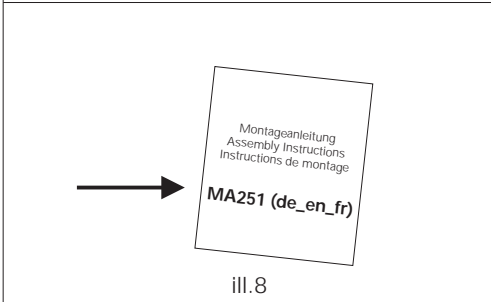 Montageanleitung
Assembly Instructions
Instructions de montage
MA251 (de_en_fr)
ill.8